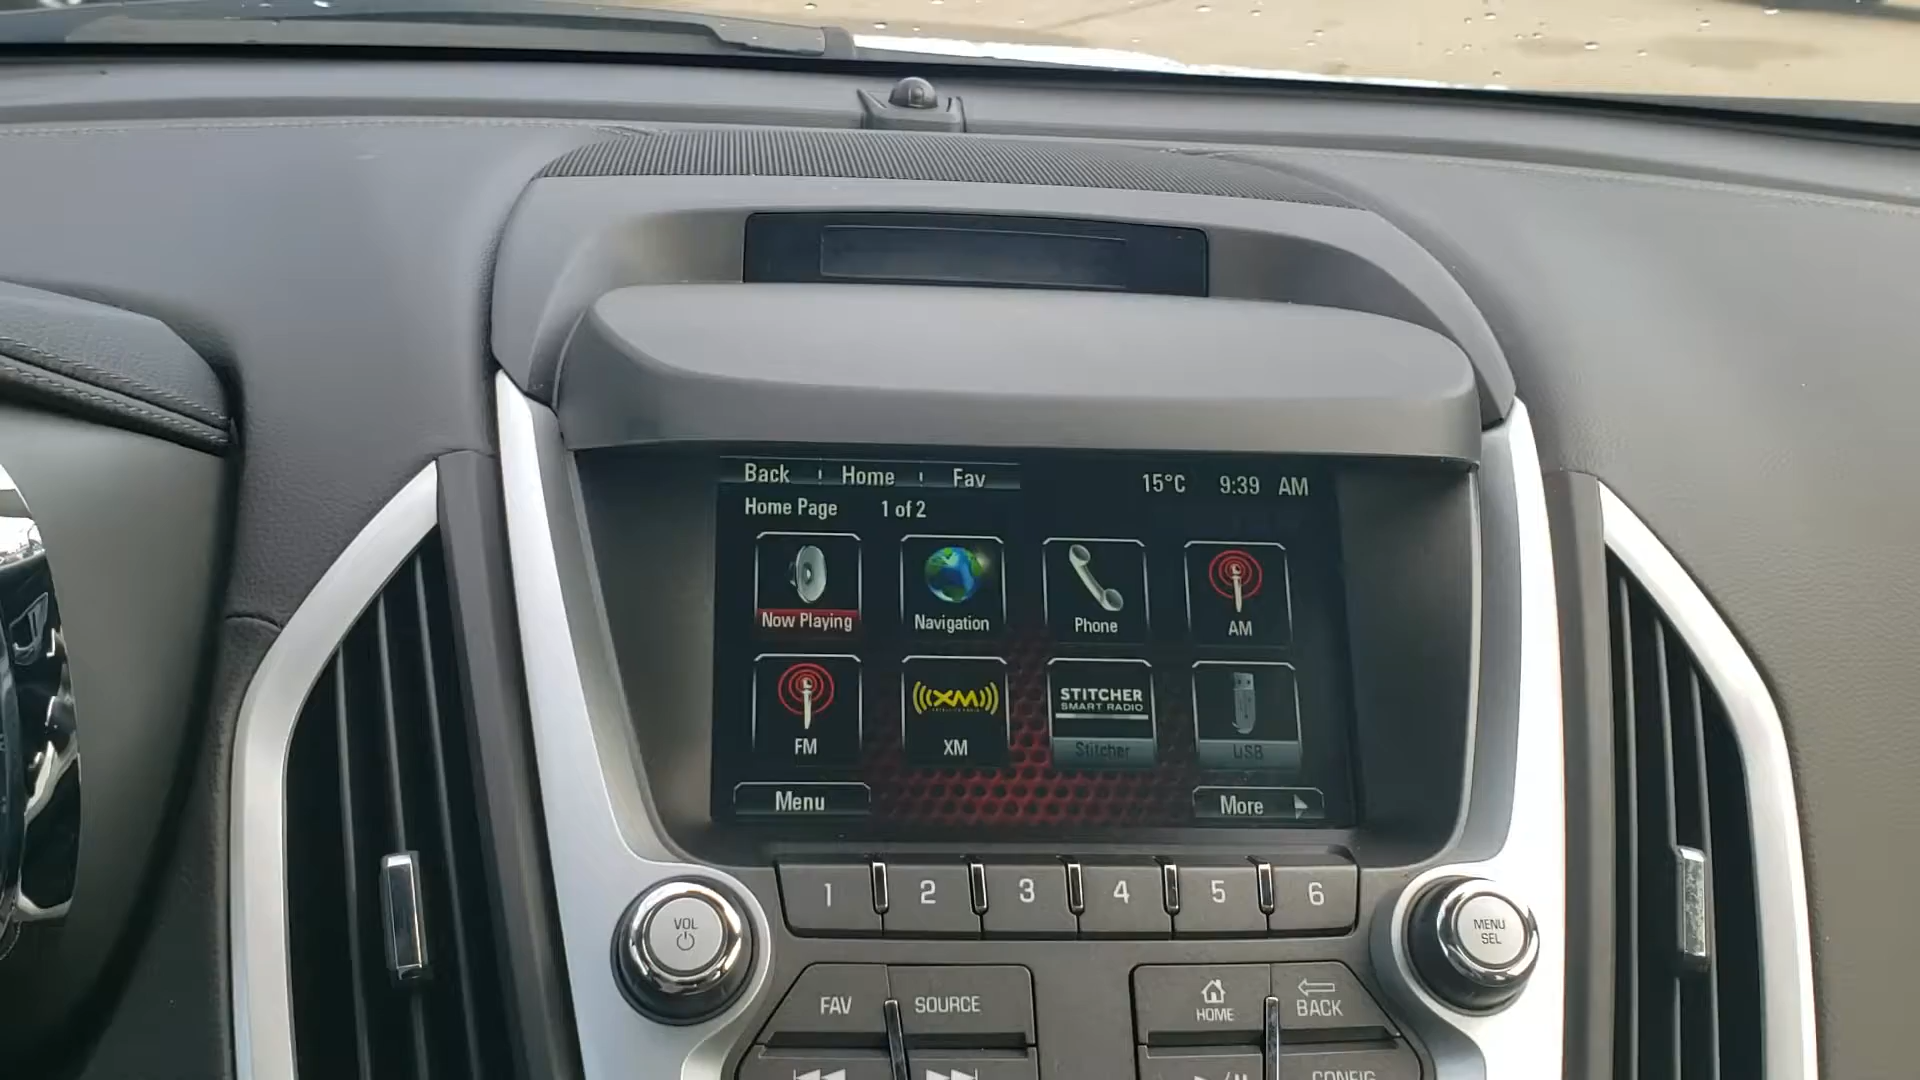 Back Home Fav 15°C 9:39 AM
Home Page 1 of 2
Now Playing Navigation Phone AM
XM
STITCHER
SMART RADIO
FM XM Stitcher USB
Menu More
1 2 3 4 5 6
VOL
MENU
SEL
FAV SOURCE HOME BACK
CONFIG